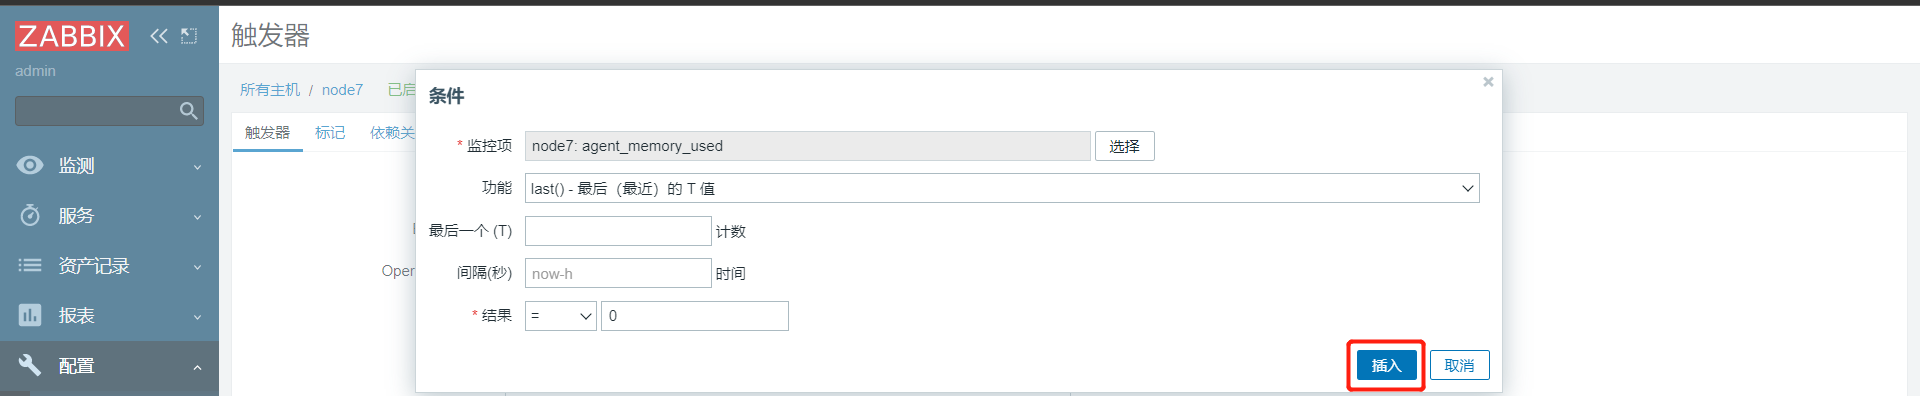 ZABBIX
admin
监测
服务
资产记录
报表
配置
触发器
所有主机 / node7 已启
触发器 标记 依赖关
Oper
条件
* 监控项 node7: agent_memory_used 选择
功能 last() - 最后（最近）的 T 值
最后一个 (T) 计数
间隔(秒) now-h 时间
* 结果 = 0
插入 取消